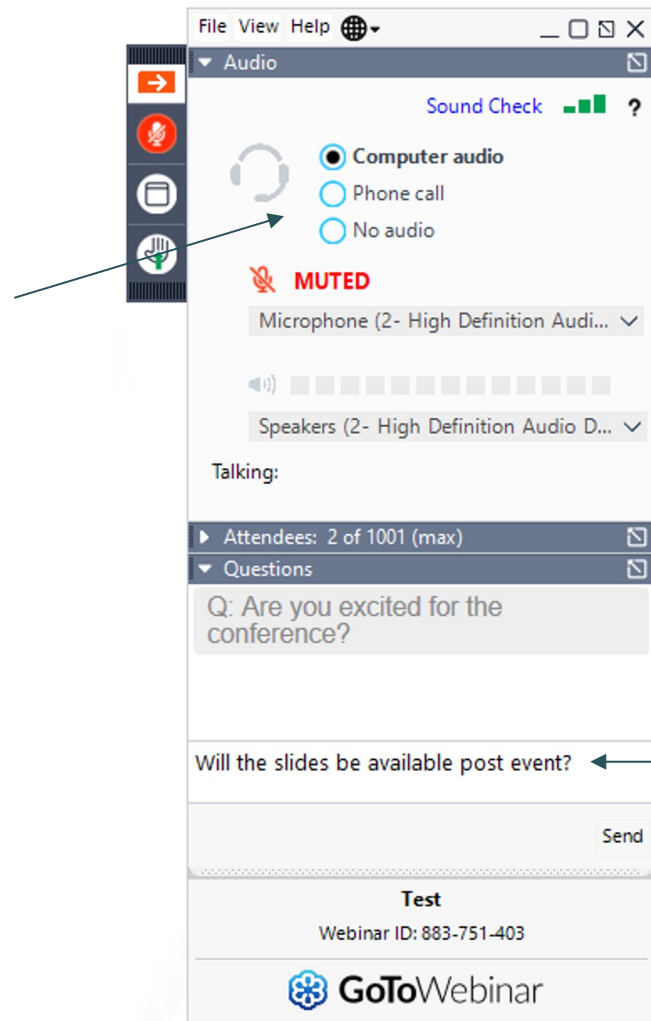 File View Help
Audio
Sound Check ?
Computer audio
Phone call
No audio
MUTED
Microphone (2- High Definition Audi...
Speakers (2- High Definition Audio D...
Talking:
Attendees: 2 of 1001 (max)
Questions
Q: Are you excited for the
conference?
Will the slides be available post event?
Send
Test
Webinar ID: 883-751-403
GoToWebinar